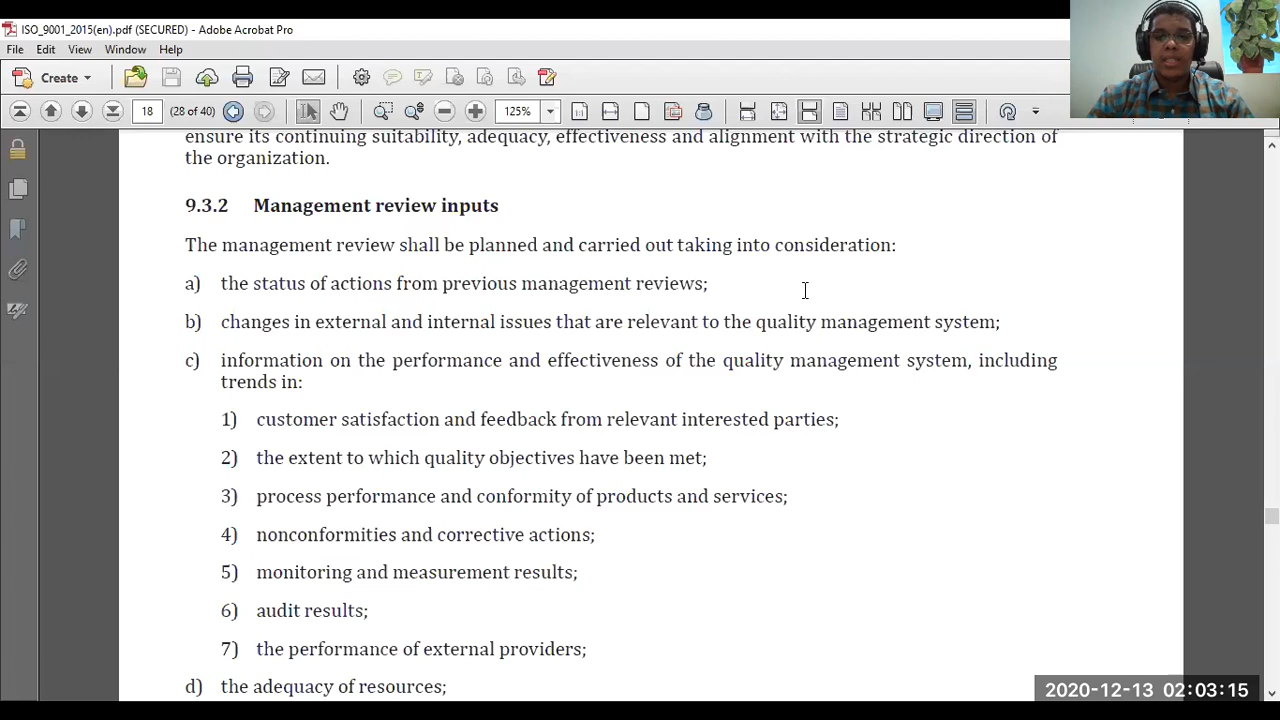 ISO_9001_2015(en).pdf (SECURED) - Adobe Acrobat Pro
File Edit View Window Help
Create
18 (28 of 40) 125%
ensure its continuing suitability, adequacy, effectiveness and alignment with the strategic direction of
the organization.
9.3.2 Management review inputs
The management review shall be planned and carried out taking into consideration:
a) the status of actions from previous management reviews;
b) changes in external and internal issues that are relevant to the quality management system;
c) information on the performance and effectiveness of the quality management system, including
trends in:
1) customer satisfaction and feedback from relevant interested parties;
2) the extent to which quality objectives have been met;
3) process performance and conformity of products and services;
4) nonconformities and corrective actions;
5) monitoring and measurement results;
6) audit results;
7) the performance of external providers;
d) the adequacy of resources;
2020-12-13 02:03:15